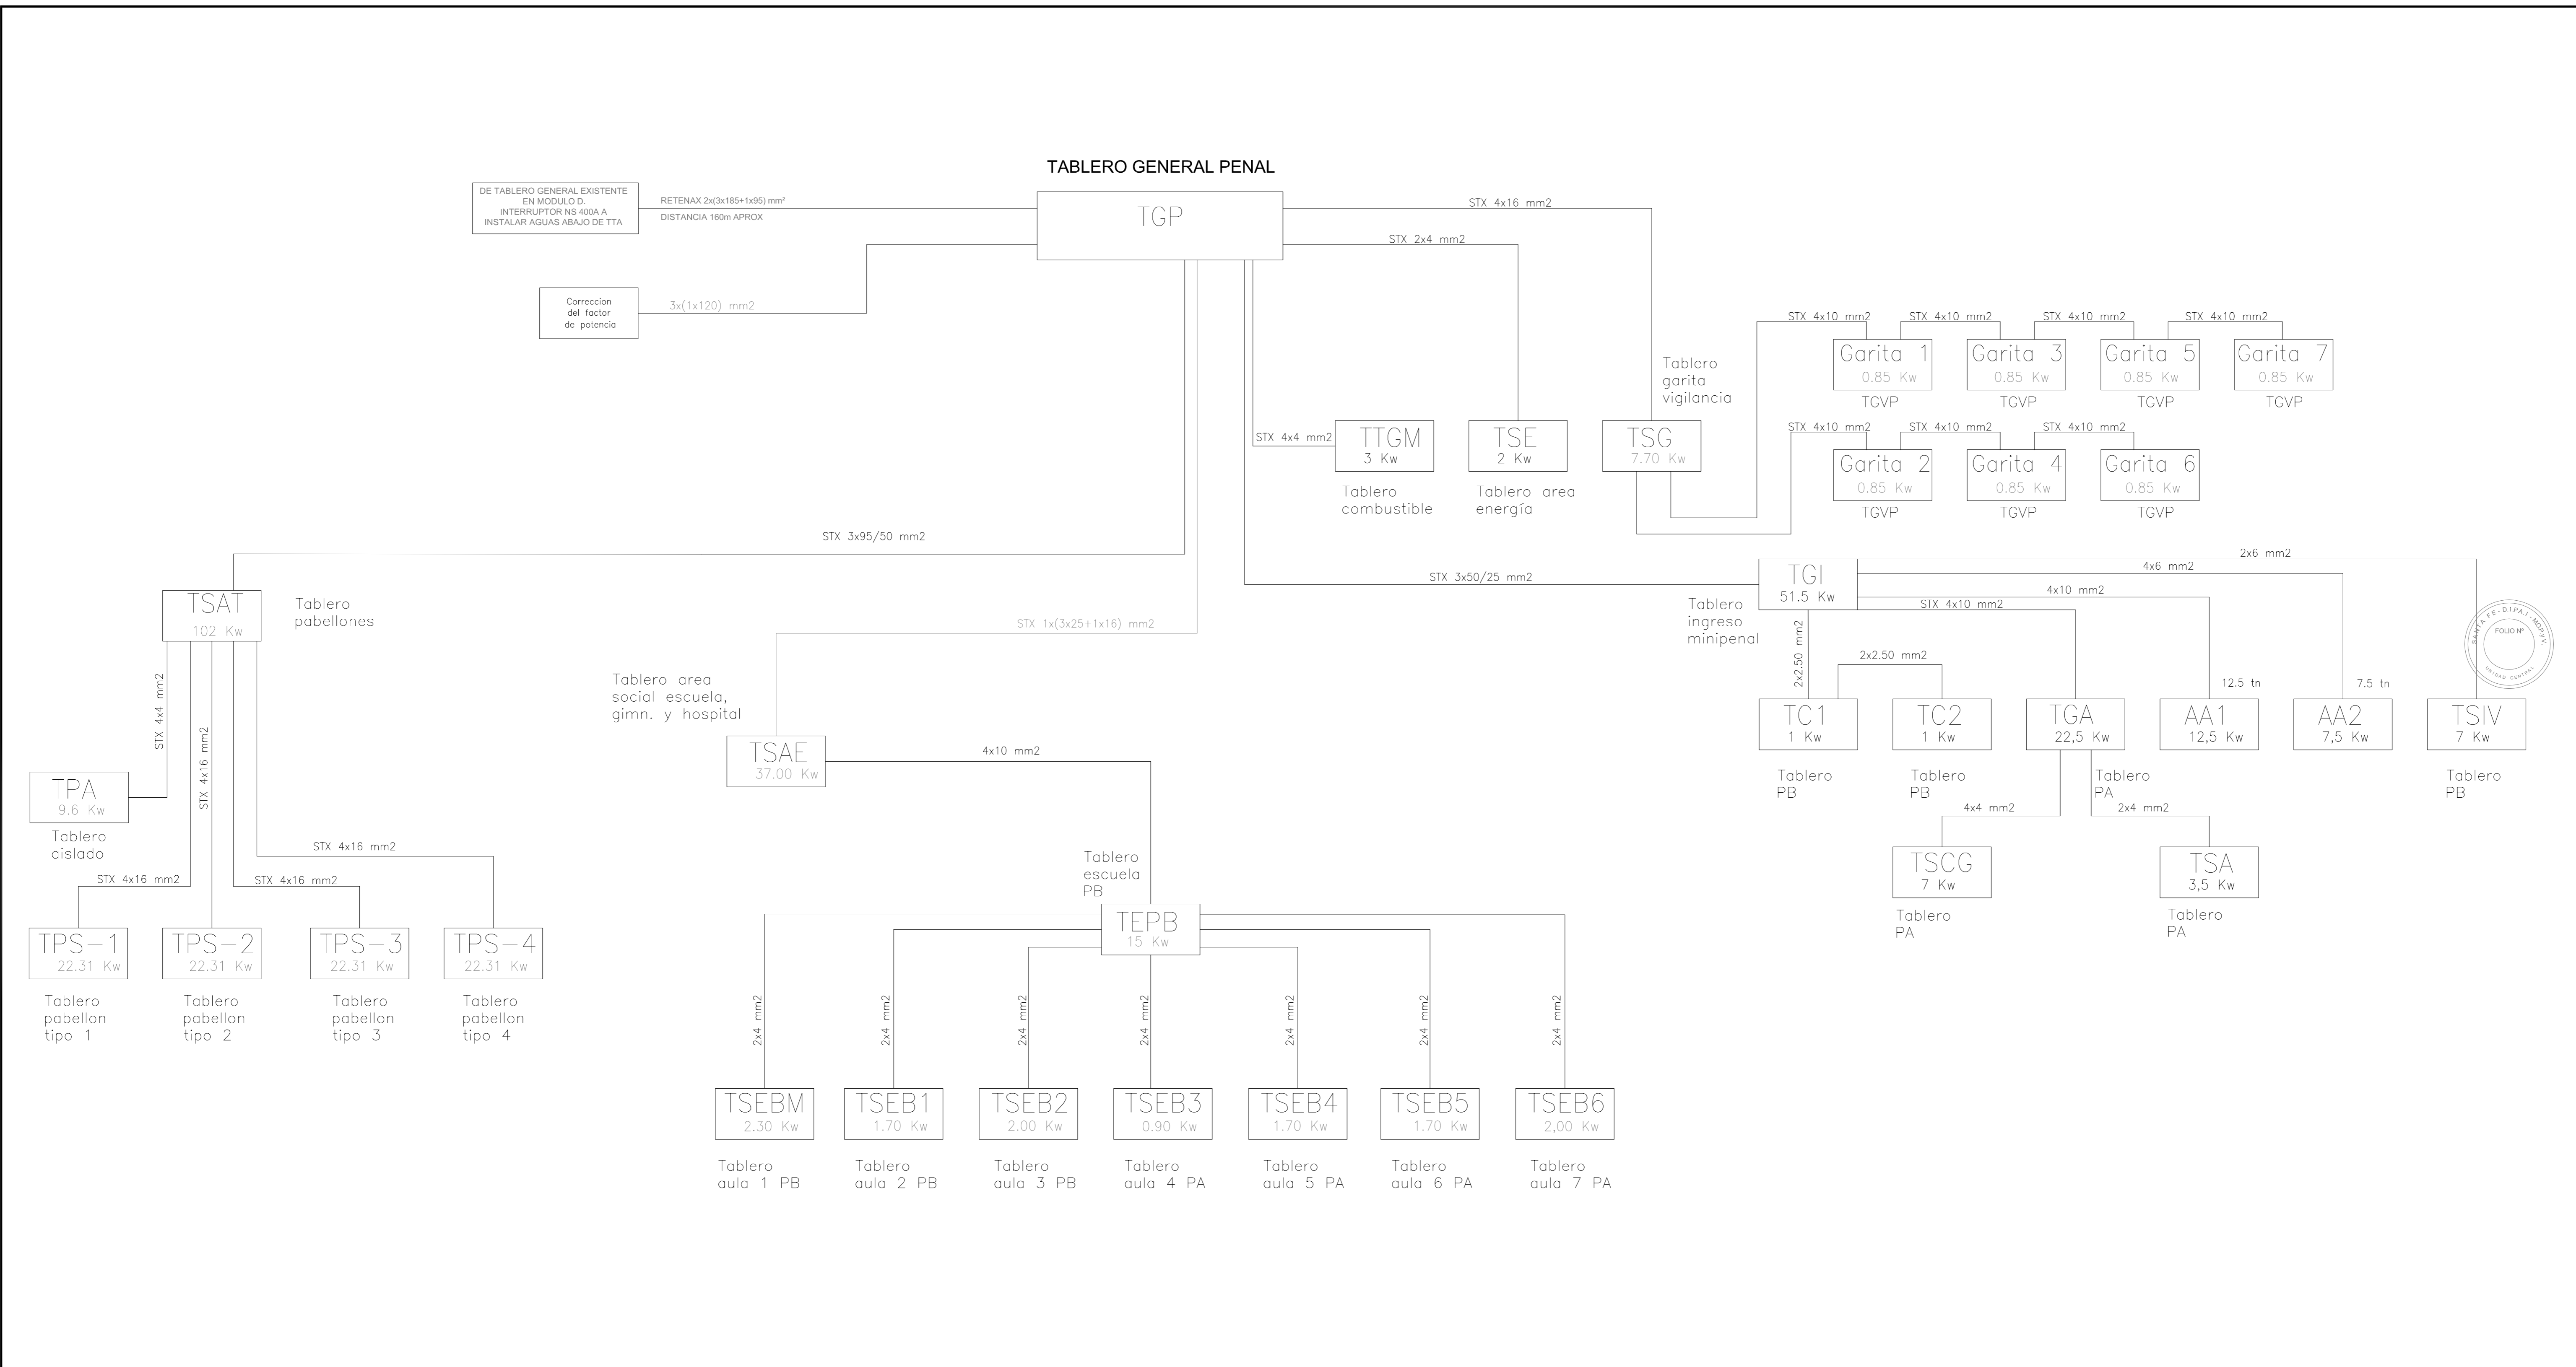 TABLERO GENERAL PENAL
DE TABLERO GENERAL EXISTENTE
EN MODULO D.
INTERRUPTOR NS 400A A
INSTALAR AGUAS ABAJO DE TTA
RETENAX 2x(3x185+1x95) mm²
DISTANCIA 160m APROX
TGP
STX 4x16 mm2
STX 2x4 mm2
Correccion
del factor
de potencia
3x(1x120) mm2
STX 4x10 mm2
STX 4x10 mm2
STX 4x10 mm2
STX 4x10 mm2
Garita 1
0.85 Kw
TGVP
Garita 3
0.85 Kw
TGVP
Garita 5
0.85 Kw
TGVP
Garita 7
0.85 Kw
TGVP
Tablero
garita
vigilancia
STX 4x4 mm2
TTGM
3 Kw
Tablero
combustible
TSE
2 Kw
Tablero area
energía
TSG
7.70 Kw
STX 4x10 mm2
STX 4x10 mm2
STX 4x10 mm2
Garita 2
0.85 Kw
TGVP
Garita 4
0.85 Kw
TGVP
Garita 6
0.85 Kw
TGVP
STX 3x95/50 mm2
STX 3x50/25 mm2
TSAT
102 Kw
Tablero
pabellones
STX 1x(3x25+1x16) mm2
TGI
51.5 Kw
Tablero
ingreso
minipenal
2x6 mm2
4x6 mm2
4x10 mm2
STX 4x10 mm2
2x2.50 mm2
2x2.50 mm2
SANTA FE-D.I.P.A.I-MOP.yV.
FOLIO Nº
UNIDAD CENTRAL
12.5 tn
7.5 tn
TC1
1 Kw
Tablero
PB
TC2
1 Kw
Tablero
PB
TGA
22,5 Kw
Tablero
PA
AA1
12,5 Kw
AA2
7,5 Kw
TSIV
7 Kw
Tablero
PB
4x4 mm2
2x4 mm2
TSCG
7 Kw
Tablero
PA
TSA
3,5 Kw
Tablero
PA
Tablero area
social escuela,
gimn. y hospital
TSAE
37.00 Kw
4x10 mm2
STX 4x4 mm2
STX 4x16 mm2
TPA
9.6 Kw
Tablero
aislado
STX 4x16 mm2
STX 4x16 mm2
STX 4x16 mm2
TPS-1
22.31 Kw
Tablero
pabellon
tipo 1
TPS-2
22.31 Kw
Tablero
pabellon
tipo 2
TPS-3
22.31 Kw
Tablero
pabellon
tipo 3
TPS-4
22.31 Kw
Tablero
pabellon
tipo 4
Tablero
escuela
PB
TEPB
15 Kw
2x4 mm2
2x4 mm2
2x4 mm2
2x4 mm2
2x4 mm2
2x4 mm2
2x4 mm2
TSEBM
2.30 Kw
Tablero
aula 1 PB
TSEB1
1.70 Kw
Tablero
aula 2 PB
TSEB2
2.00 Kw
Tablero
aula 3 PB
TSEB3
0.90 Kw
Tablero
aula 4 PA
TSEB4
1.70 Kw
Tablero
aula 5 PA
TSEB5
1.70 Kw
Tablero
aula 6 PA
TSEB6
2,00 Kw
Tablero
aula 7 PA